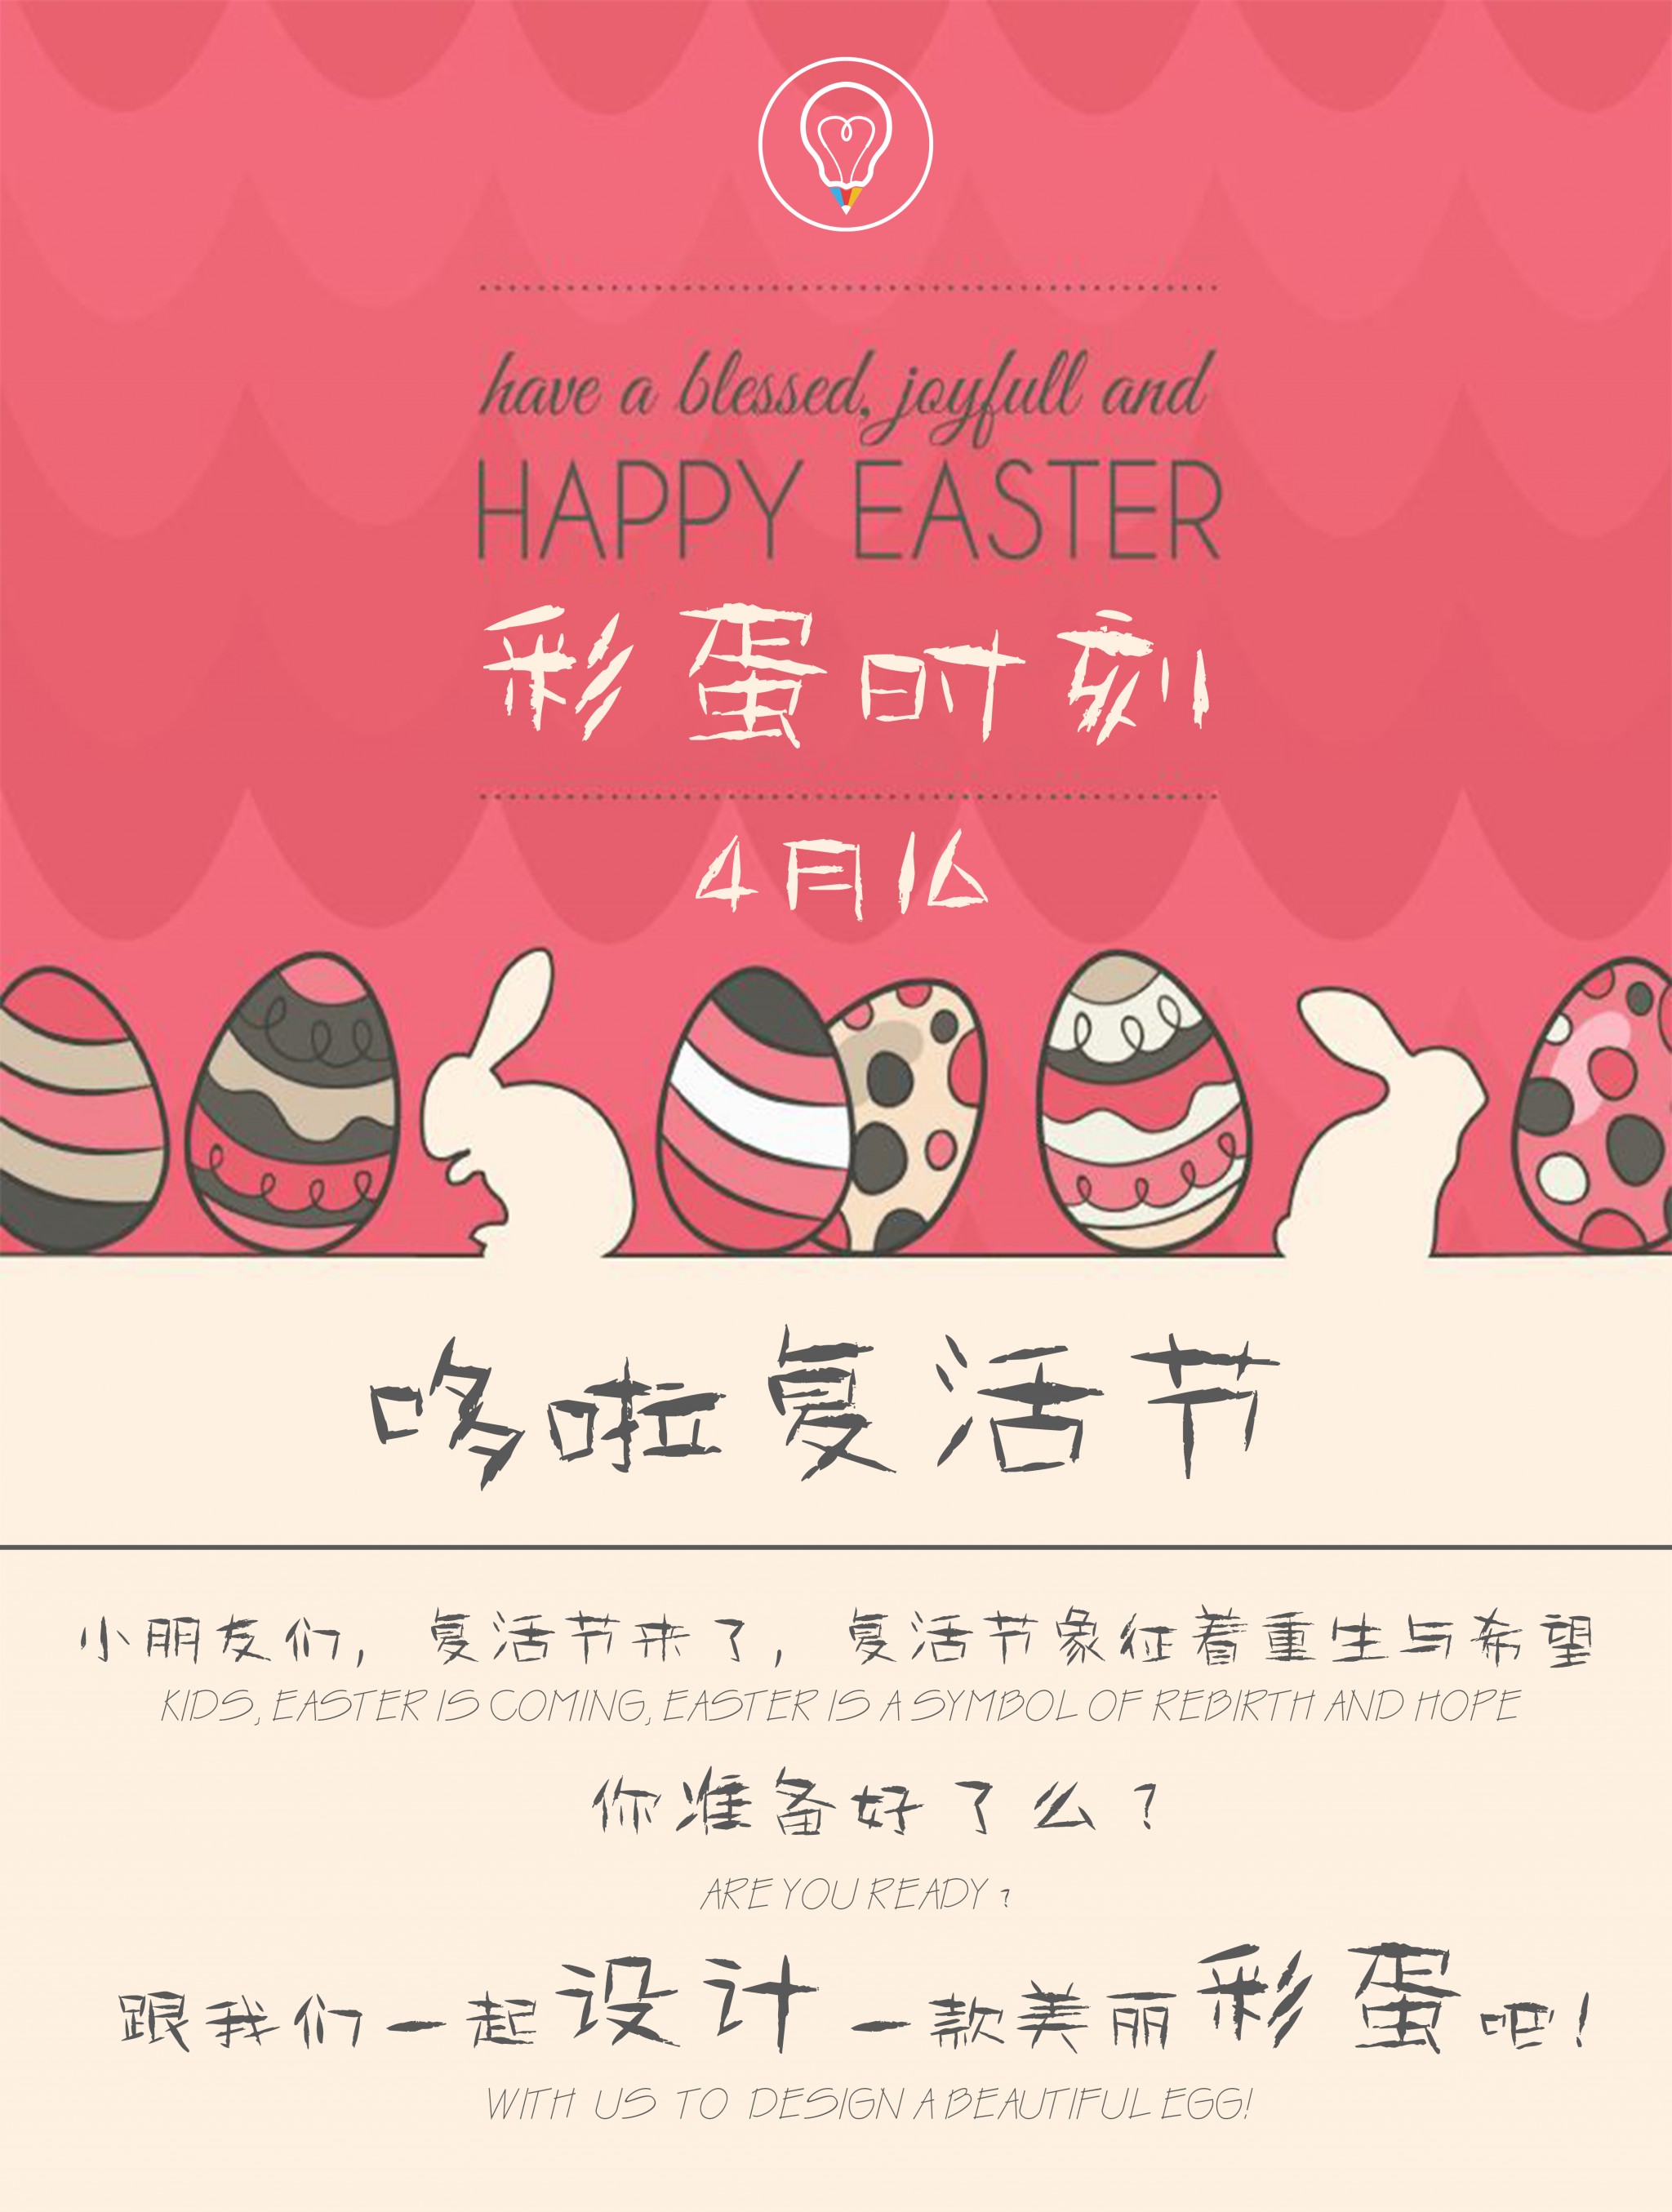 have a blessed, joyfull and
HAPPY EASTER
彩蛋时刻
4月16
哆啦复活节
小朋友们，复活节来了，复活节象征着重生与希望
KIDS, EASTER IS COMING, EASTER IS A SYMBOL OF REBIRTH AND HOPE
你准备好了么？
ARE YOU READY？
跟我们一起设计一款美丽彩蛋吧！
WITH US TO DESIGN A BEAUTIFUL EGG!